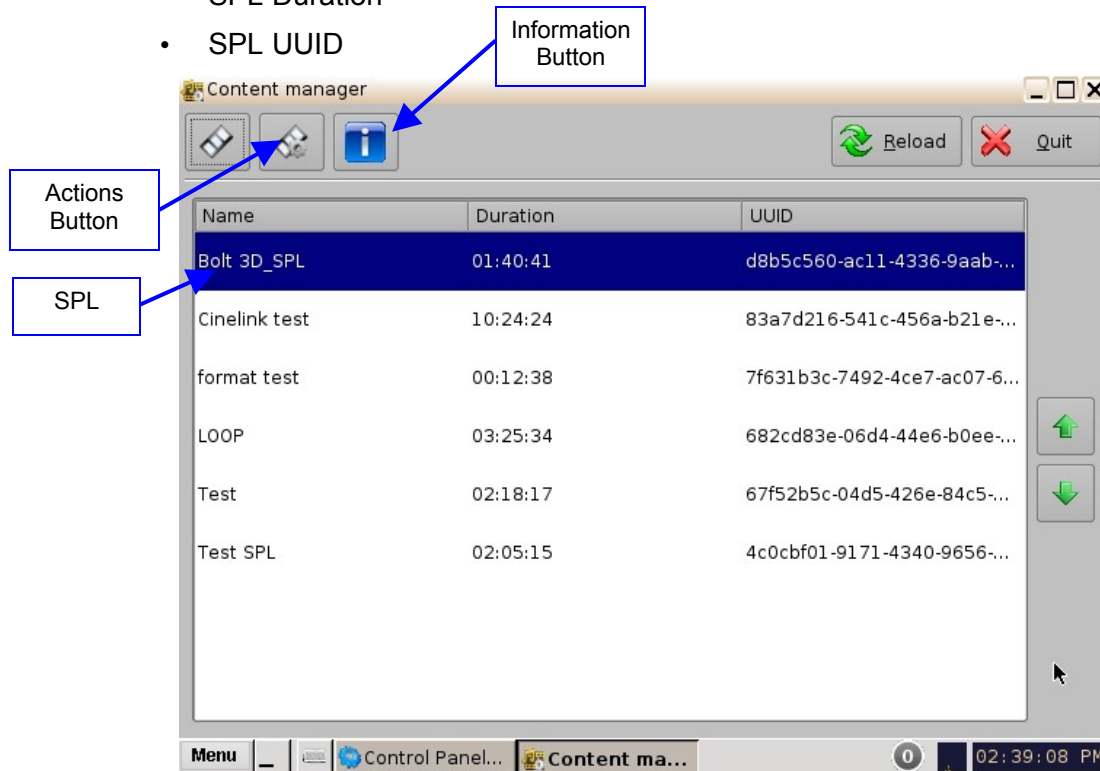 SPL Duration
• SPL UUID
Information
Button
Content manager
Reload
Quit
Actions
Button
SPL
Name Duration UUID
Bolt 3D_SPL 01:40:41 d8b5c560-ac11-4336-9aab-...
Cinelink test 10:24:24 83a7d216-541c-456a-b21e-...
format test 00:12:38 7f631b3c-7492-4ce7-ac07-6...
LOOP 03:25:34 682cd83e-06d4-44e6-b0ee-...
Test 02:18:17 67f52b5c-04d5-426e-84c5-...
Test SPL 02:05:15 4c0cbf01-9171-4340-9656-...
Menu Control Panel... Content ma... 0 02:39:08 PM